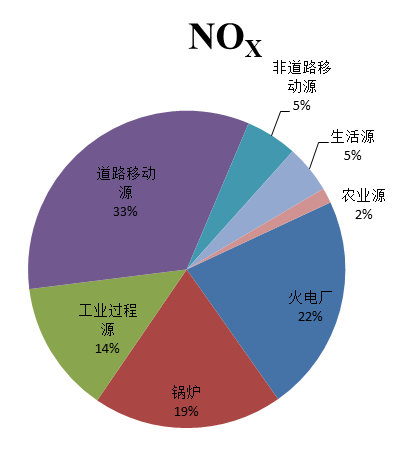 NOX
非道路移
动源
5%
生活源
5%
农业源
2%
道路移动
源
33%
火电厂
22%
工业过程
源
14%
锅炉
19%